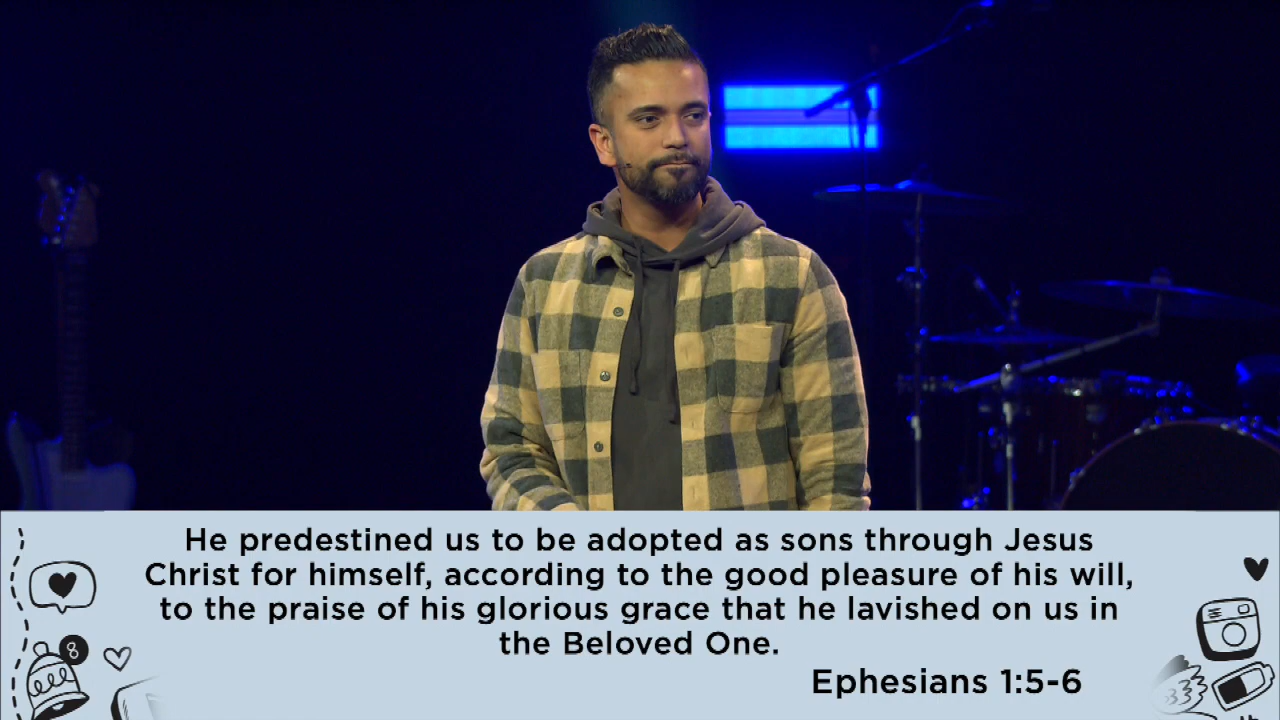 He predestined us to be adopted as sons through Jesus
Christ for himself, according to the good pleasure of his will,
to the praise of his glorious grace that he lavished on us in
the Beloved One.
Ephesians 1:5-6
8